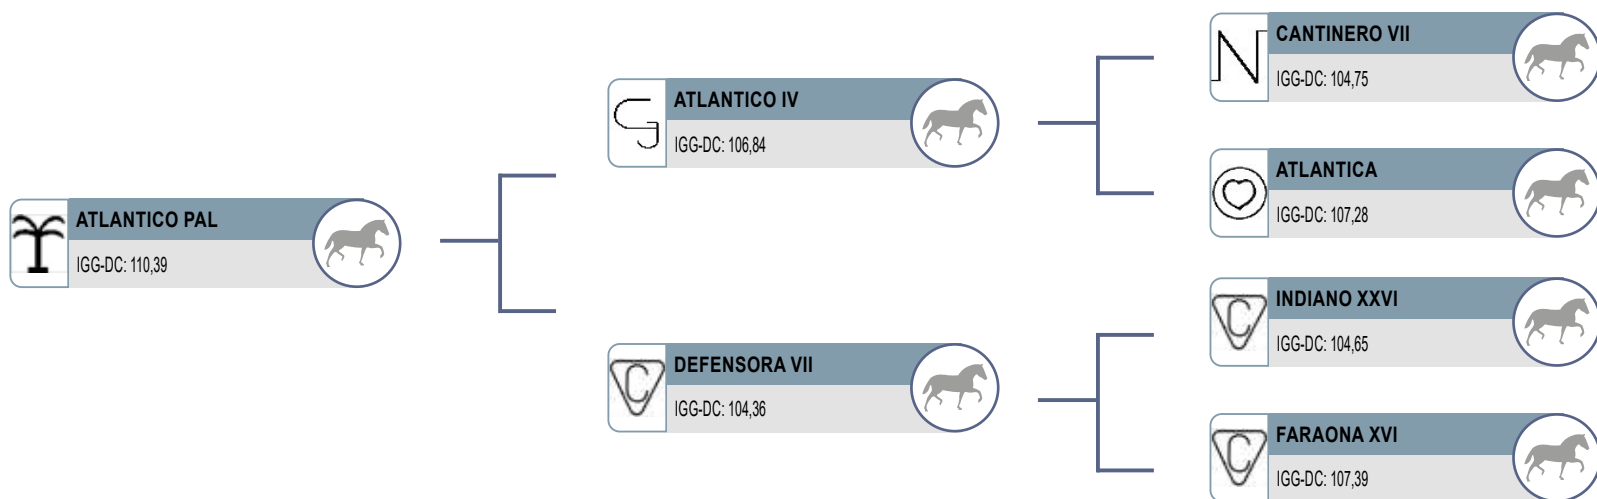 ATLANTICO PAL
IGG-DC: 110,39
ATLANTICO IV
IGG-DC: 106,84
DEFENSORA VII
IGG-DC: 104,36
N
CANTINERO VII
IGG-DC: 104,75
ATLANTICA
IGG-DC: 107,28
C
INDIANO XXVI
IGG-DC: 104,65
C
FARAONA XVI
IGG-DC: 107,39
C